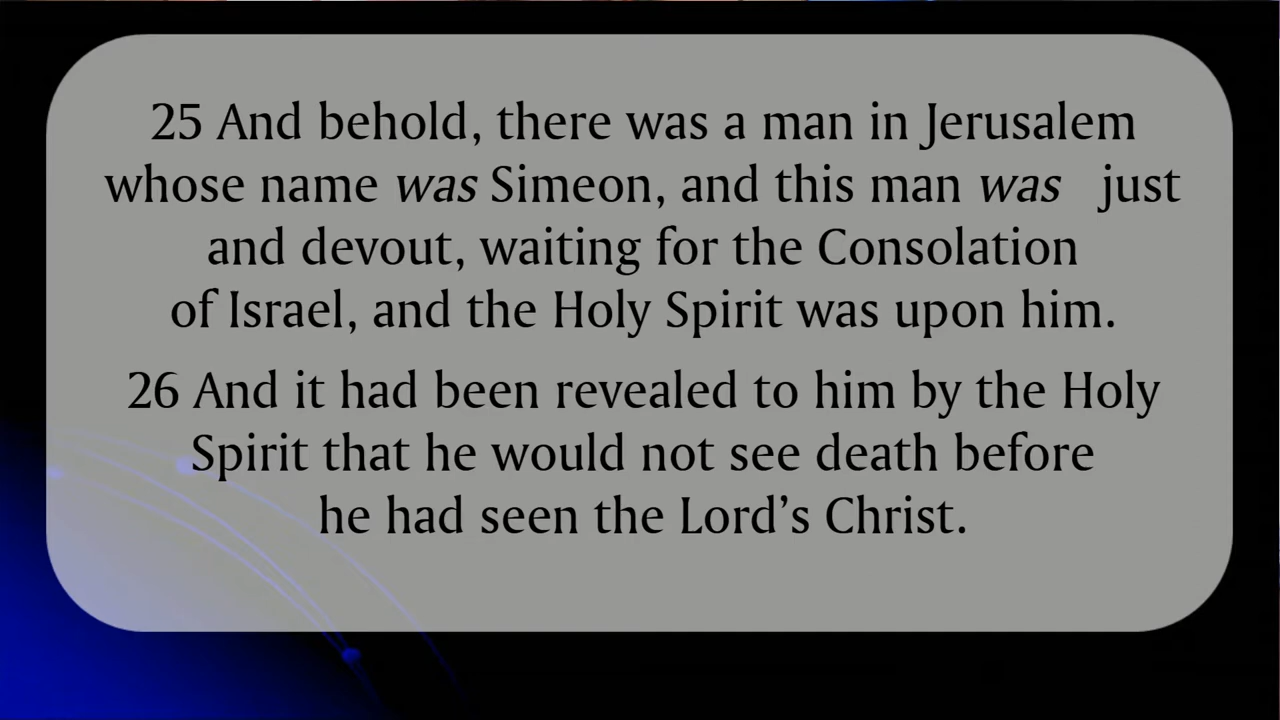 25 And behold, there was a man in Jerusalem
whose name was Simeon, and this man was just
and devout, waiting for the Consolation
of Israel, and the Holy Spirit was upon him.
26 And it had been revealed to him by the Holy
Spirit that he would not see death before
he had seen the Lord’s Christ.